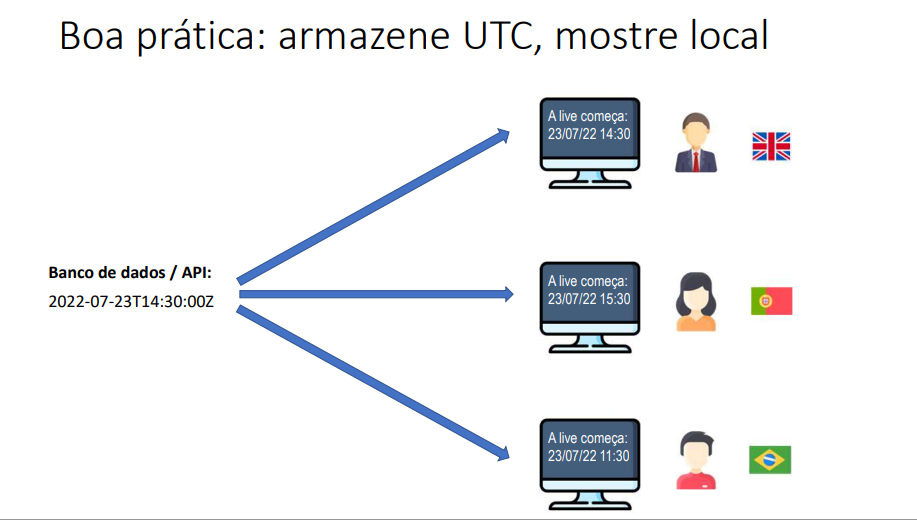 Boa prática: armazene UTC, mostre local
A live começa:
23/07/22 14:30
Banco de dados / API:
2022-07-23T14:30:00Z
A live começa:
23/07/22 15:30
A live começa:
23/07/22 11:30